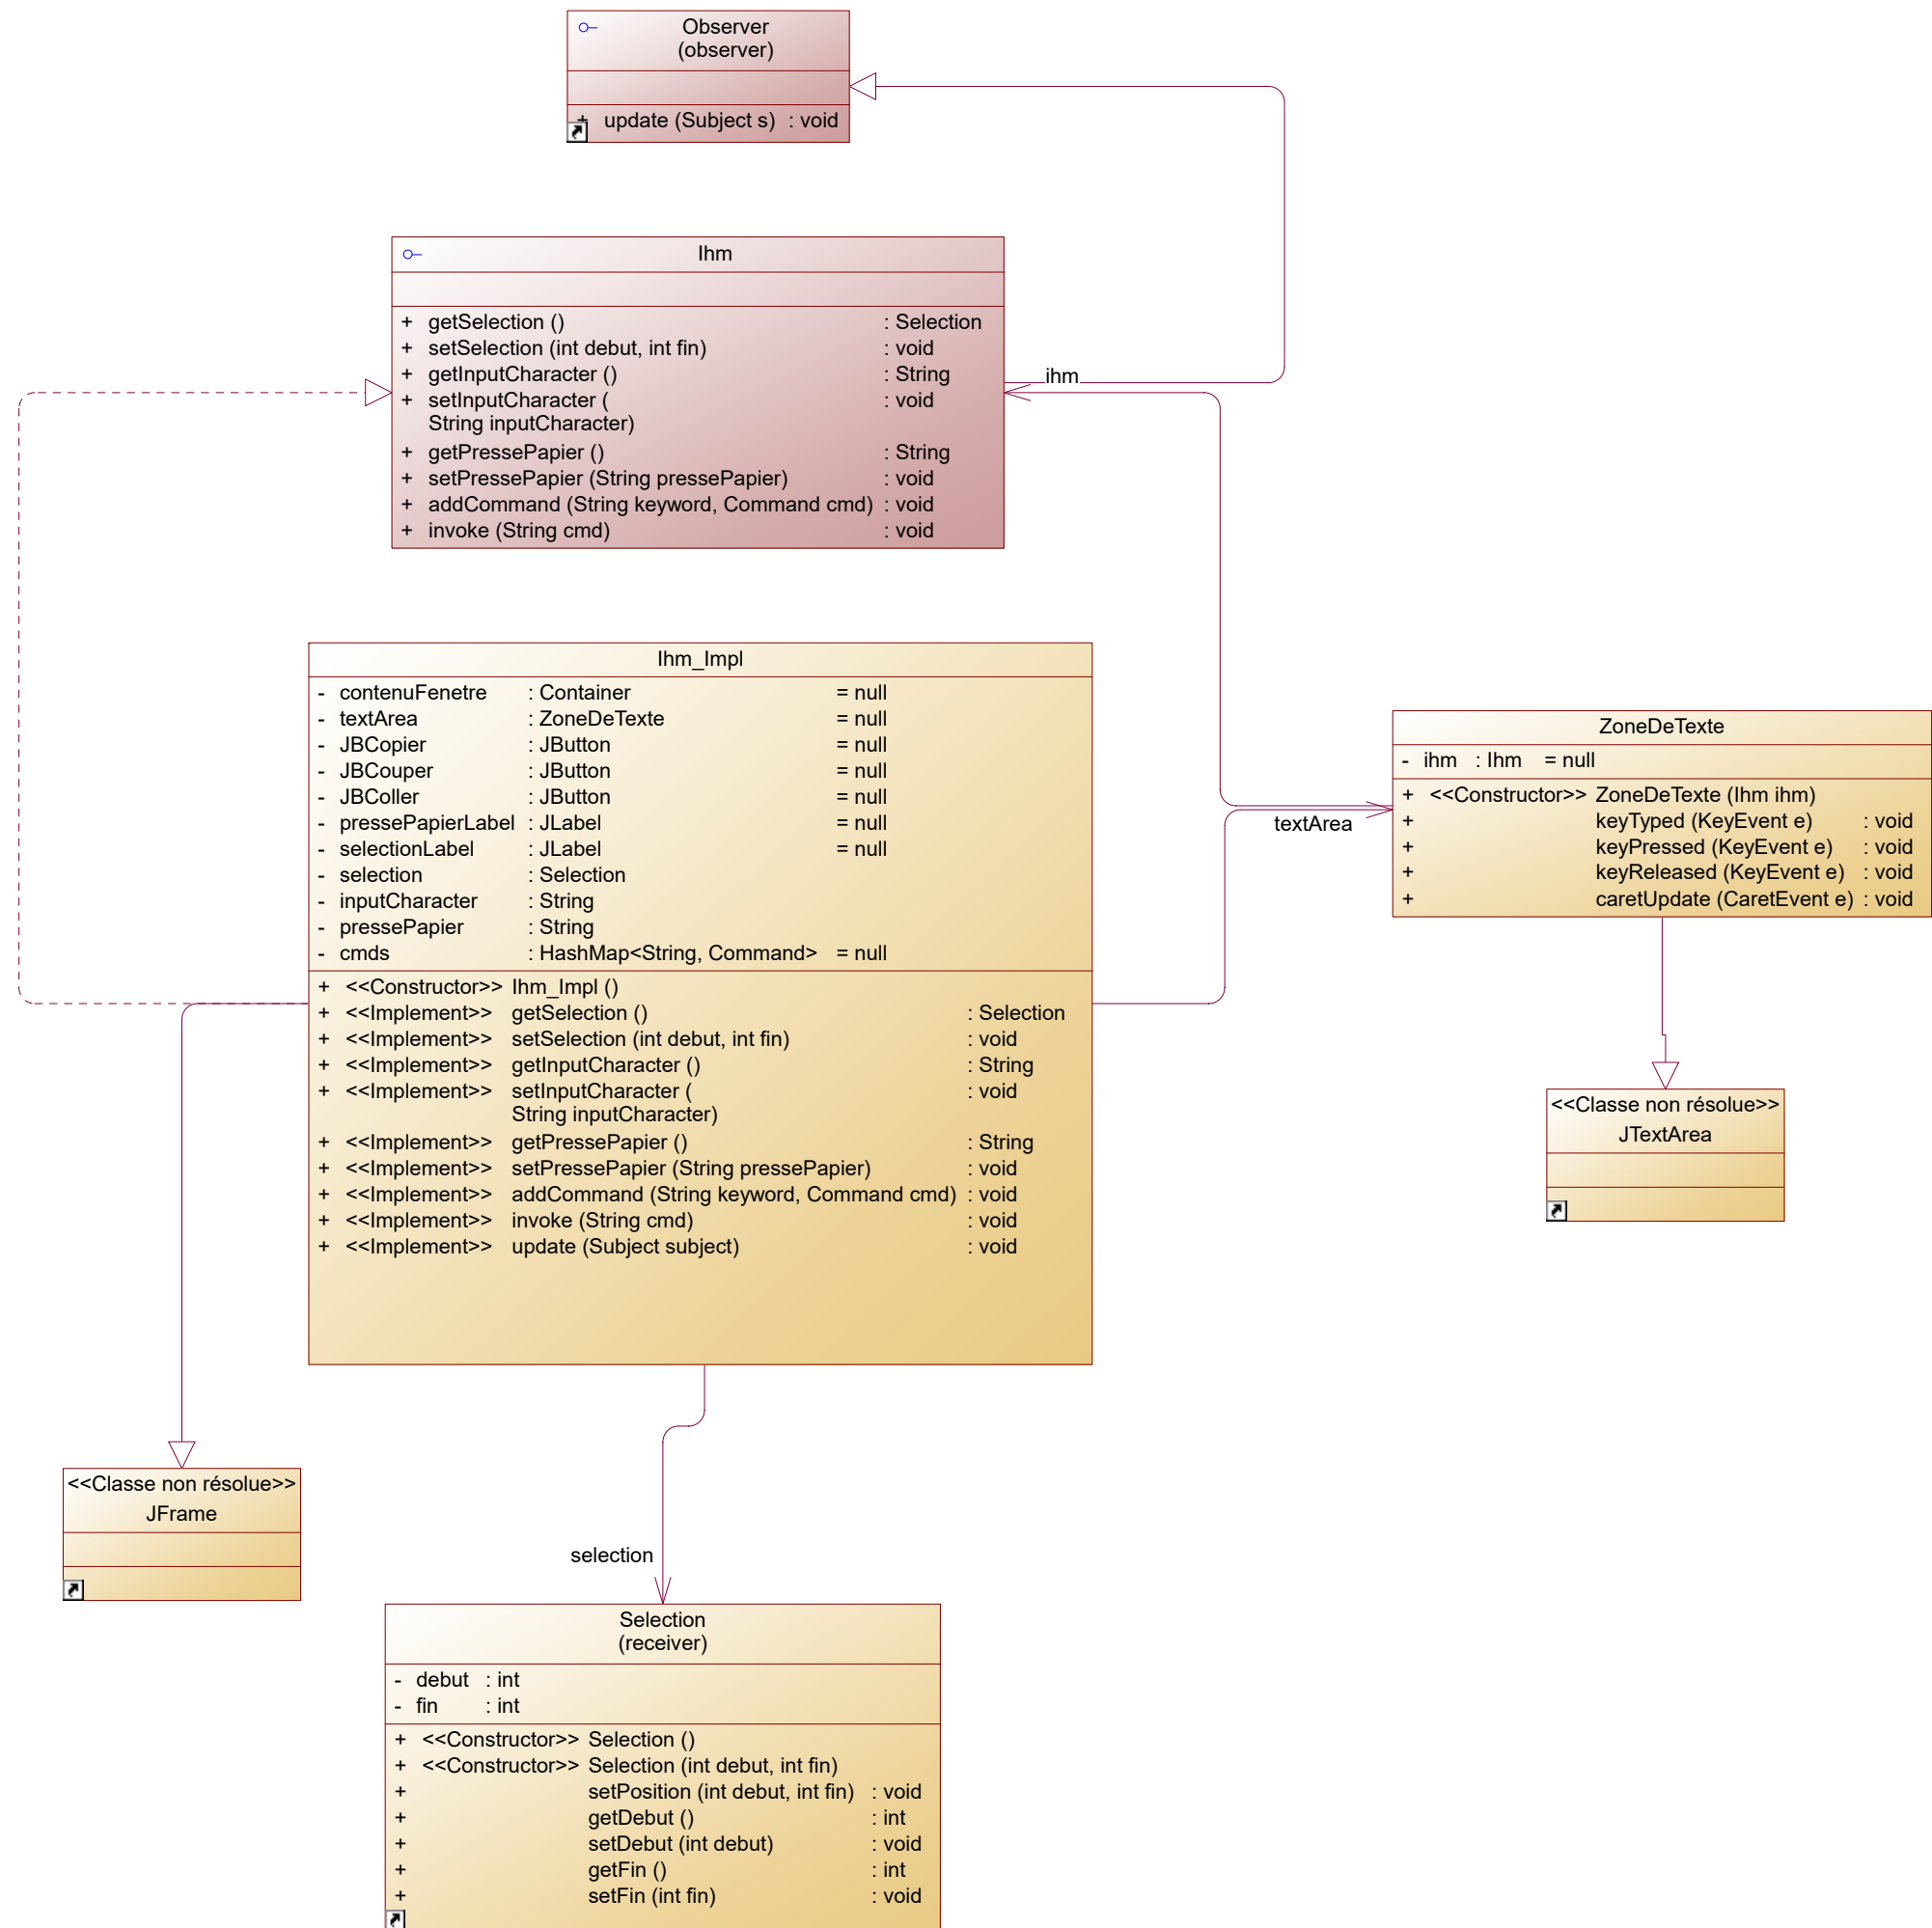 Observer
(observer)
+ update (Subject s) : void
Ihm
+ getSelection () : Selection
+ setSelection (int debut, int fin) : void
+ getInputCharacter () : String
+ setInputCharacter ( : void
String inputCharacter)
+ getPressePapier () : String
+ setPressePapier (String pressePapier) : void
+ addCommand (String keyword, Command cmd) : void
+ invoke (String cmd) : void
ihm
Ihm_Impl
- contenuFenetre : Container = null
- textArea : ZoneDeTexte = null
- JBCopier : JButton = null
- JBCouper : JButton = null
- JBColler : JButton = null
- pressePapierLabel : JLabel = null
- selectionLabel : JLabel = null
- selection : Selection
- inputCharacter : String
- pressePapier : String
- cmds : HashMap<String, Command> = null
+ <<Constructor>> Ihm_Impl ()
+ <<Implement>> getSelection () : Selection
+ <<Implement>> setSelection (int debut, int fin) : void
+ <<Implement>> getInputCharacter () : String
+ <<Implement>> setInputCharacter ( : void
String inputCharacter)
+ <<Implement>> getPressePapier () : String
+ <<Implement>> setPressePapier (String pressePapier) : void
+ <<Implement>> addCommand (String keyword, Command cmd) : void
+ <<Implement>> invoke (String cmd) : void
+ <<Implement>> update (Subject subject) : void
textArea
ZoneDeTexte
- ihm : Ihm = null
+ <<Constructor>> ZoneDeTexte (Ihm ihm)
+ keyTyped (KeyEvent e) : void
+ keyPressed (KeyEvent e) : void
+ keyReleased (KeyEvent e) : void
+ caretUpdate (CaretEvent e) : void
<<Classe non résolue>>
JTextArea
<<Classe non résolue>>
JFrame
selection
Selection
(receiver)
- debut : int
- fin : int
+ <<Constructor>> Selection ()
+ <<Constructor>> Selection (int debut, int fin)
+ setPosition (int debut, int fin) : void
+ getDebut () : int
+ setDebut (int debut) : void
+ getFin () : int
+ setFin (int fin) : void